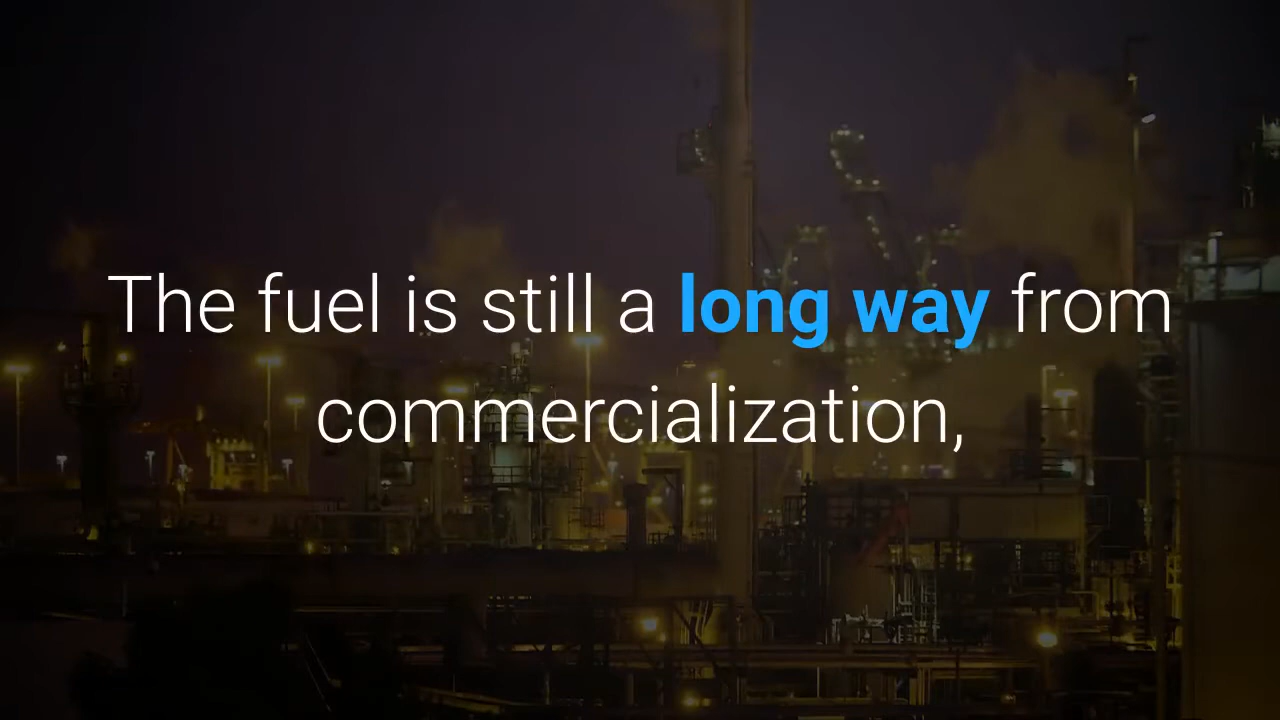 The fuel is still a long way from
commercialization,